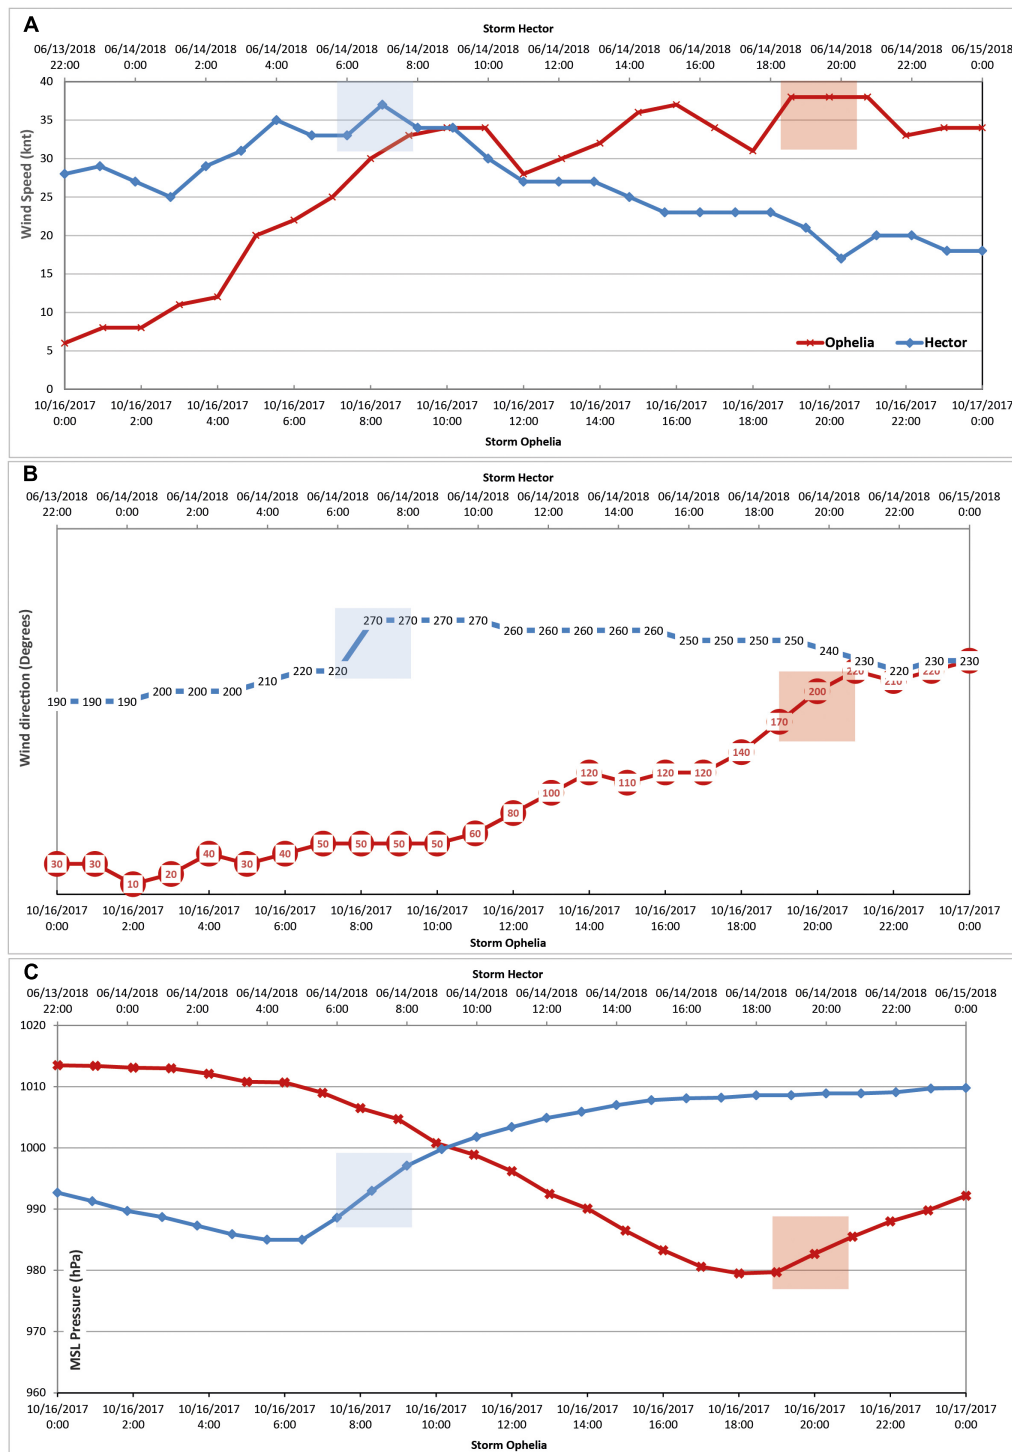 A
Storm Hector
06/13/2018 06/14/2018 06/14/2018 06/14/2018 06/14/2018 06/14/2018 06/14/2018 06/14/2018 06/14/2018 06/14/2018 06/14/2018 06/14/2018 06/14/2018 06/15/2018
22:00 0:00 2:00 4:00 6:00 8:00 10:00 12:00 14:00 16:00 18:00 20:00 22:00 0:00
40
35
30
25
20
15
10
5
0
Wind Speed (knt)
Ophelia Hector
10/16/2017 10/16/2017 10/16/2017 10/16/2017 10/16/2017 10/16/2017 10/16/2017 10/16/2017 10/16/2017 10/16/2017 10/16/2017 10/16/2017 10/17/2017
0:00 2:00 4:00 6:00 8:00 10:00 12:00 14:00 16:00 18:00 20:00 22:00 0:00
Storm Ophelia
B
Storm Hector
06/13/2018 06/14/2018 06/14/2018 06/14/2018 06/14/2018 06/14/2018 06/14/2018 06/14/2018 06/14/2018 06/14/2018 06/14/2018 06/14/2018 06/14/2018 06/15/2018
22:00 0:00 2:00 4:00 6:00 8:00 10:00 12:00 14:00 16:00 18:00 20:00 22:00 0:00
Wind direction (Degrees)
190 190 190 200 200 200 210 220 220 270 270 270 270 260 260 260 260 260 250 250 250 250 240 230 220 230 230
30 30 10 20 40 30 40 50 50 50 50 60 80 100 120 110 120 120 140 170 200 220 210 220
10/16/2017 10/16/2017 10/16/2017 10/16/2017 10/16/2017 10/16/2017 10/16/2017 10/16/2017 10/16/2017 10/16/2017 10/16/2017 10/16/2017 10/17/2017
0:00 2:00 4:00 6:00 8:00 10:00 12:00 14:00 16:00 18:00 20:00 22:00 0:00
Storm Ophelia
C
Storm Hector
06/13/2018 06/14/2018 06/14/2018 06/14/2018 06/14/2018 06/14/2018 06/14/2018 06/14/2018 06/14/2018 06/14/2018 06/14/2018 06/14/2018 06/14/2018 06/15/2018
22:00 0:00 2:00 4:00 6:00 8:00 10:00 12:00 14:00 16:00 18:00 20:00 22:00 0:00
1020
1010
1000
990
980
970
960
MSL Pressure (hPa)
10/16/2017 10/16/2017 10/16/2017 10/16/2017 10/16/2017 10/16/2017 10/16/2017 10/16/2017 10/16/2017 10/16/2017 10/16/2017 10/16/2017 10/17/2017
0:00 2:00 4:00 6:00 8:00 10:00 12:00 14:00 16:00 18:00 20:00 22:00 0:00
Storm Ophelia